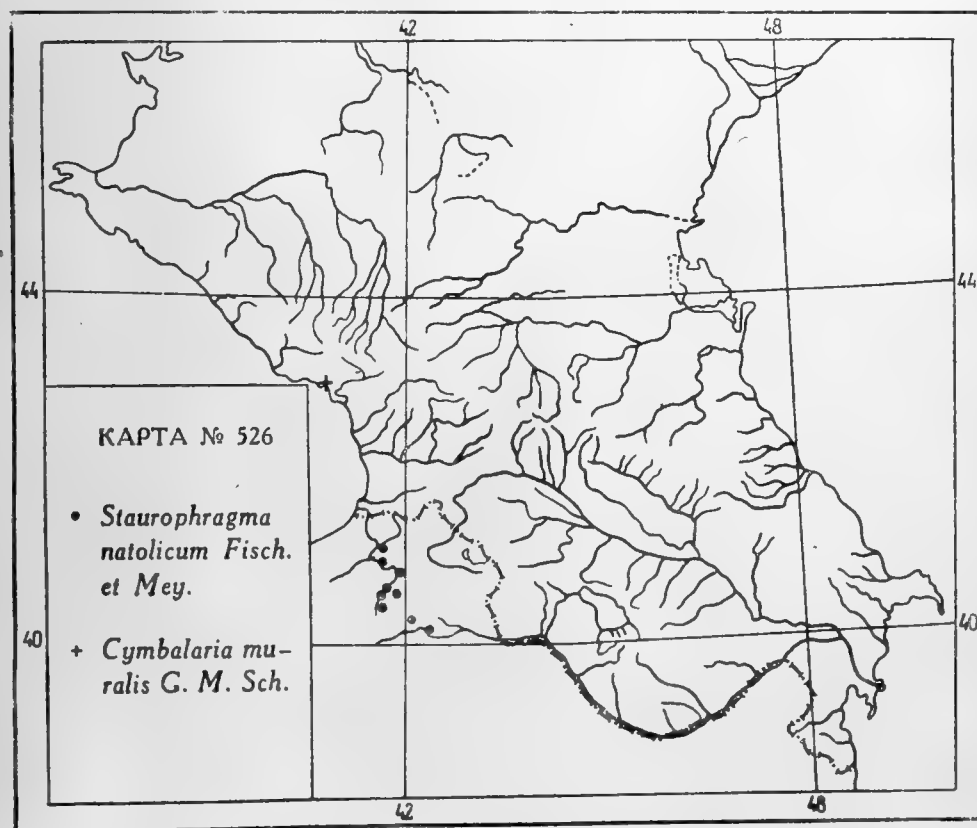 42 48
44 44
КАРТА № 526
• Staurophragma
natolicum Fisch.
et Mey.
40 40
+ Cymbalaria mu-
ralis G. M. Sch.
42 48